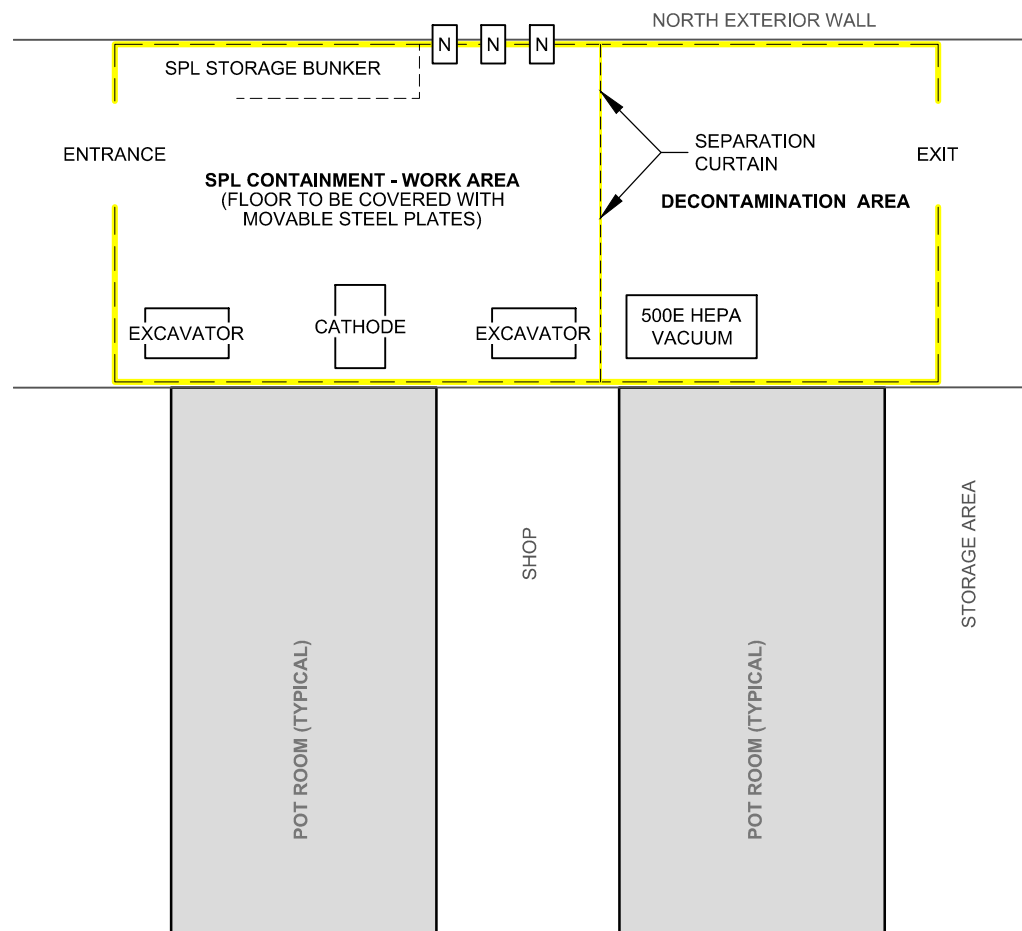 NORTH EXTERIOR WALL
N N N
SPL STORAGE BUNKER
ENTRANCE
SEPARATION
CURTAIN
EXIT
SPL CONTAINMENT - WORK AREA
(FLOOR TO BE COVERED WITH
MOVABLE STEEL PLATES)
DECONTAMINATION AREA
EXCAVATOR
CATHODE
EXCAVATOR
500E HEPA
VACUUM
POT ROOM (TYPICAL)
SHOP
POT ROOM (TYPICAL)
STORAGE AREA